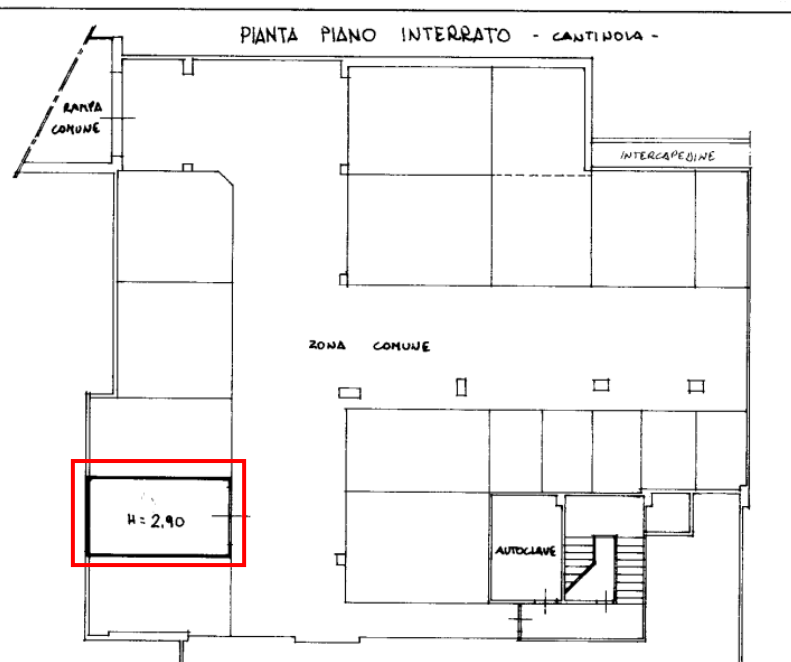 PIANTA PIANO INTERRATO - CANTINOLA -
RAMPA
COMUNE
INTERCAPEDINE
ZONA COMUNE
H = 2,90
AUTOCLAVE